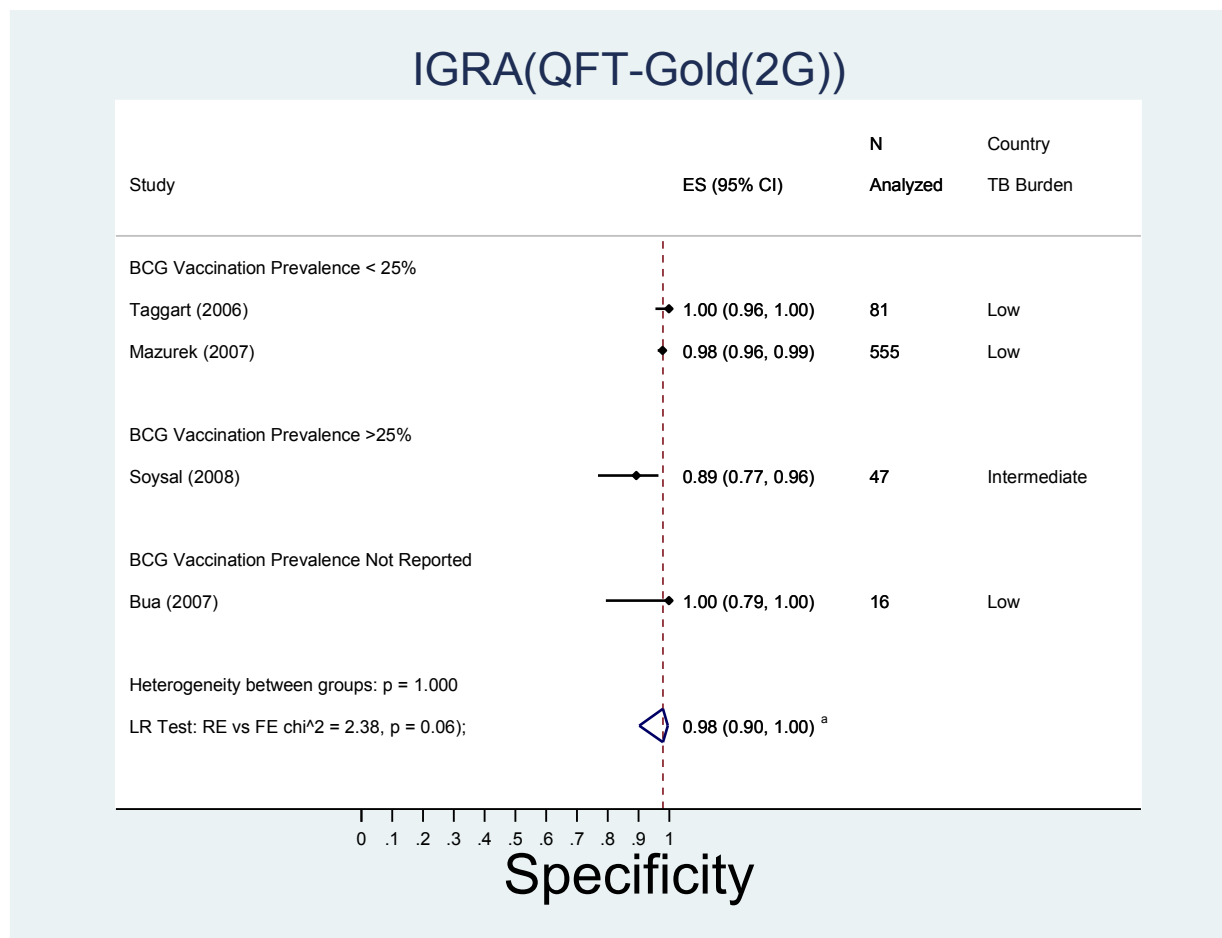 IGRA(QFT-Gold(2G))
N Country
Study ES (95% CI) Analyzed TB Burden
BCG Vaccination Prevalence < 25%
Taggart (2006) 1.00 (0.96, 1.00) 81 Low
Mazurek (2007) 0.98 (0.96, 0.99) 555 Low
BCG Vaccination Prevalence >25%
Soysal (2008) 0.89 (0.77, 0.96) 47 Intermediate
BCG Vaccination Prevalence Not Reported
Bua (2007) 1.00 (0.79, 1.00) 16 Low
Heterogeneity between groups: p = 1.000
LR Test: RE vs FE chi^2 = 2.38, p = 0.06); 0.98 (0.90, 1.00) a
0 .1 .2 .3 .4 .5 .6 .7 .8 .9 1
Specificity